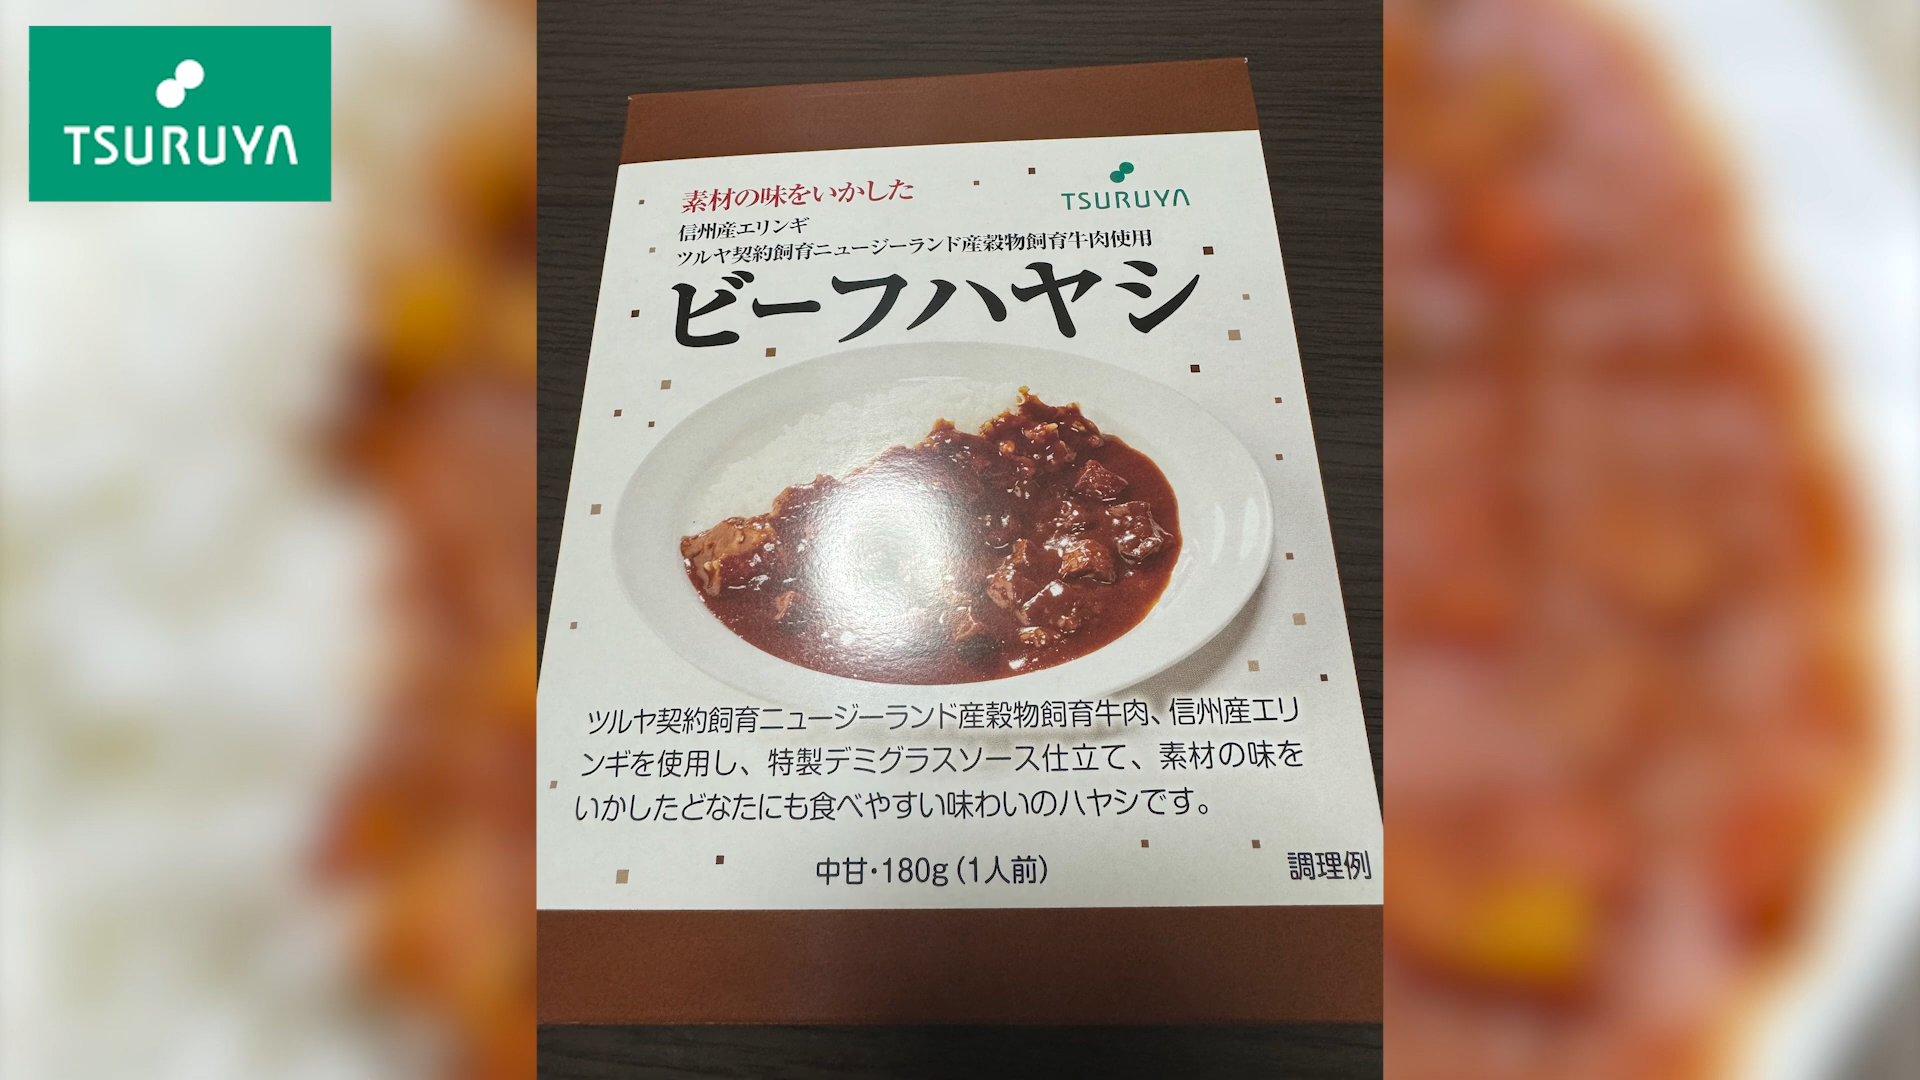 TSURUYA
素材の味をいかした
TSURUYA
信州産エリンギ
ツルヤ契約飼育ニュージーランド産穀物飼育牛肉使用
ビーフハヤシ
ツルヤ契約飼育ニュージーランド産穀物飼育牛肉、信州産エリ
ンギを使用し、特製デミグラスソース仕立て、素材の味を
いかしたどなたにも食べやすい味わいのハヤシです。
中甘・180g(1人前)
調理例